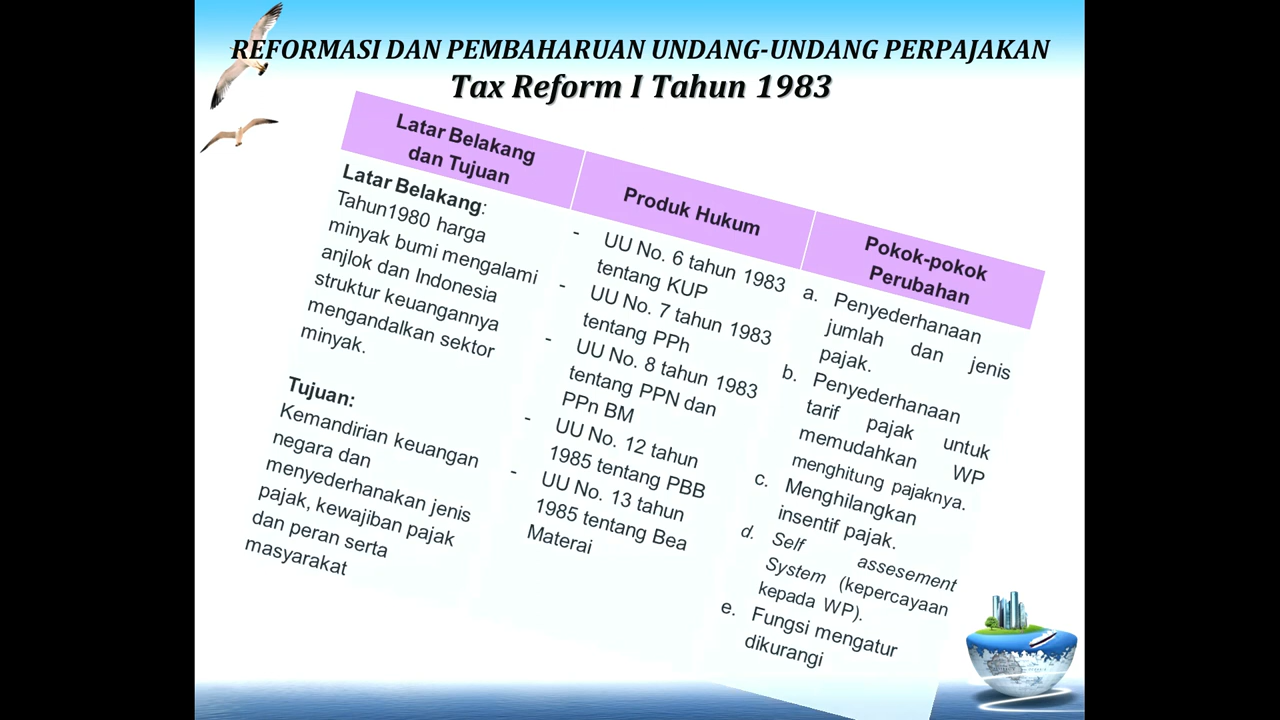 REFORMASI DAN PEMBAHARUAN UNDANG-UNDANG PERPAJAKAN
Tax Reform I Tahun 1983
Latar Belakang
dan Tujuan
Latar Belakang:
Tahun1980 harga
minyak bumi mengalami
anjlok dan Indonesia
struktur keuangannya
mengandalkan sektor
minyak.
Tujuan:
Kemandirian keuangan
negara dan
menyederhanakan jenis
pajak, kewajiban pajak
dan peran serta
masyarakat
Produk Hukum
- UU No. 6 tahun 1983
tentang KUP
- UU No. 7 tahun 1983
tentang PPh
- UU No. 8 tahun 1983
tentang PPN dan
PPn BM
- UU No. 12 tahun
1985 tentang PBB
- UU No. 13 tahun
1985 tentang Bea
Materai
Pokok-pokok
Perubahan
a. Penyederhanaan
jumlah dan jenis
pajak.
b. Penyederhanaan
tarif pajak untuk
memudahkan WP
menghitung pajaknya.
c. Menghilangkan
insentif pajak.
d. Self assesement
System (kepercayaan
kepada WP).
e. Fungsi mengatur
dikurangi